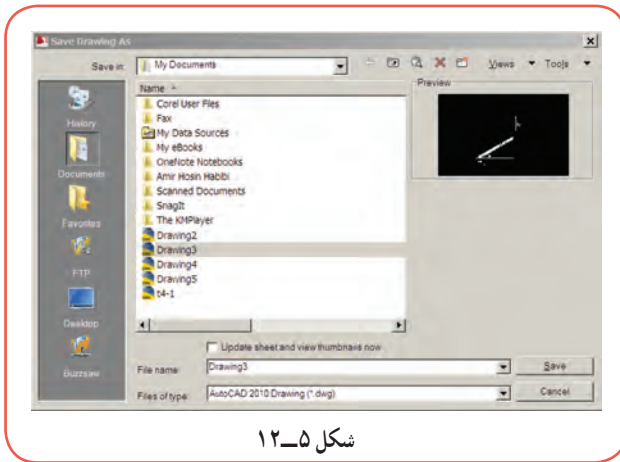 Save Drawing As
Save in: My Documents Views Tools
Name Preview
History
Documents
Favorites
FTP
Desktop
Buzzsaw
Corel User Files
Fax
My Data Sources
My eBooks
OneNote Notebooks
Amir Hosin Habibi
Scanned Documents
SnagIt
The KMPlayer
Drawing2
Drawing3
Drawing4
Drawing5
t4-1
Update sheet and view thumbnails now
File name: Drawing3 Save
Files of type: AutoCAD 2010 Drawing (*.dwg) Cancel
شکل ۵ــ۱۲